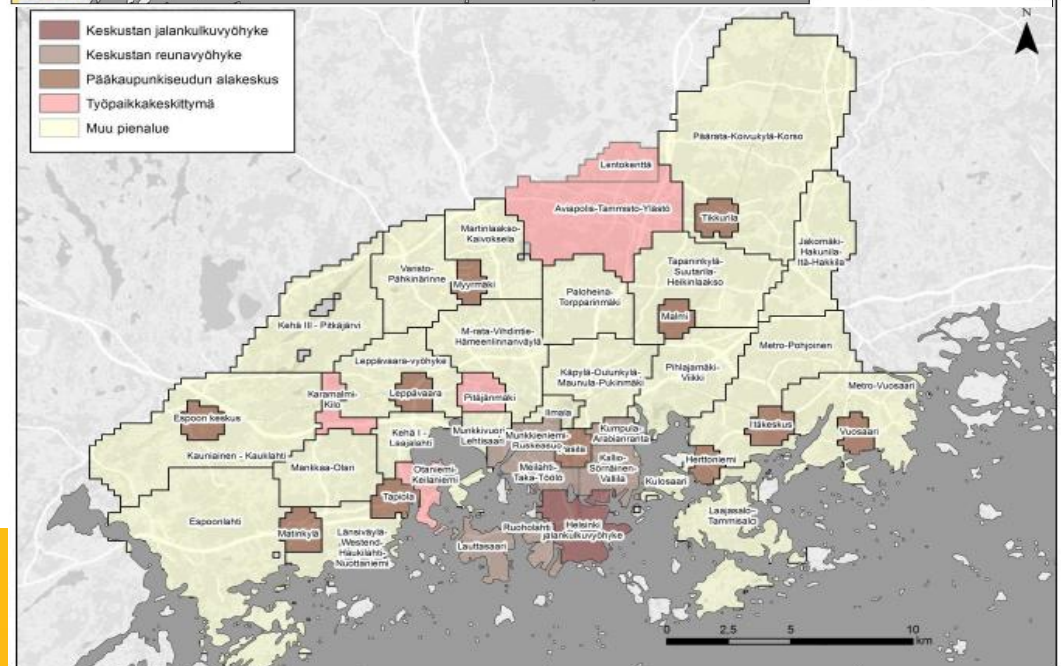 Keskustan jalankulkuvyöhyke
Keskustan reunavyöhyke
Pääkaupunkiseudun alakeskus
Työpaikkakeskittymä
Muu pienalue
N
Päärata-Koivukylä-Korso
Lentokenttä
Aviapolis-Tammisto-Ylästö
Tikkurila
Martinlaakso-
Kaivoksela
Jakomäki-
Hakunila-
Itä-Hakkila
Varisto-
Pähkinärinne
Myyrmäki
Tapaninkylä-
Suutarila-
Heikinlaakso
Paloheinä-
Torpparinmäki
Malmi
Kehä III - Pitkäjärvi
M-rata-Vihdintie-
Hämeenlinnanväylä
Metro-Pohjoinen
Leppävaara-vyöhyke
Käpylä-Oulunkylä-
Maunula-Pukinmäki
Pihlajamäki-
Viikki
Metro-Vuosaari
Karamalmi-
Kilo
Leppävaara
Pitäjänmäki
Espoon keskus
Ilmala
Itäkeskus
Vuosaari
Kehä I -
Laajalahti
Munkkivuori-
Lehtisaari
Munkkiniemi-
Ruskeasuo
Kumpula-
Arabianranta
Kauniainen - Kauklahti
Mankkaa-Olari
Otaniemi-
Keilaniemi
Meilahti-
Taka-Töölö
Kallio-
Sörnäinen-
Vallila
Herttoniemi
Kulosaari
Tapiola
Laajasalo-
Tammisalo
Espoonlahti
Matinkylä
Länsiväylä-
Westend-
Haukilahti-
Nuottaniemi
Lauttasaari
Ruoholahti
Helsinki
jalankulkuvyöhyke
0 2,5 5 10
km